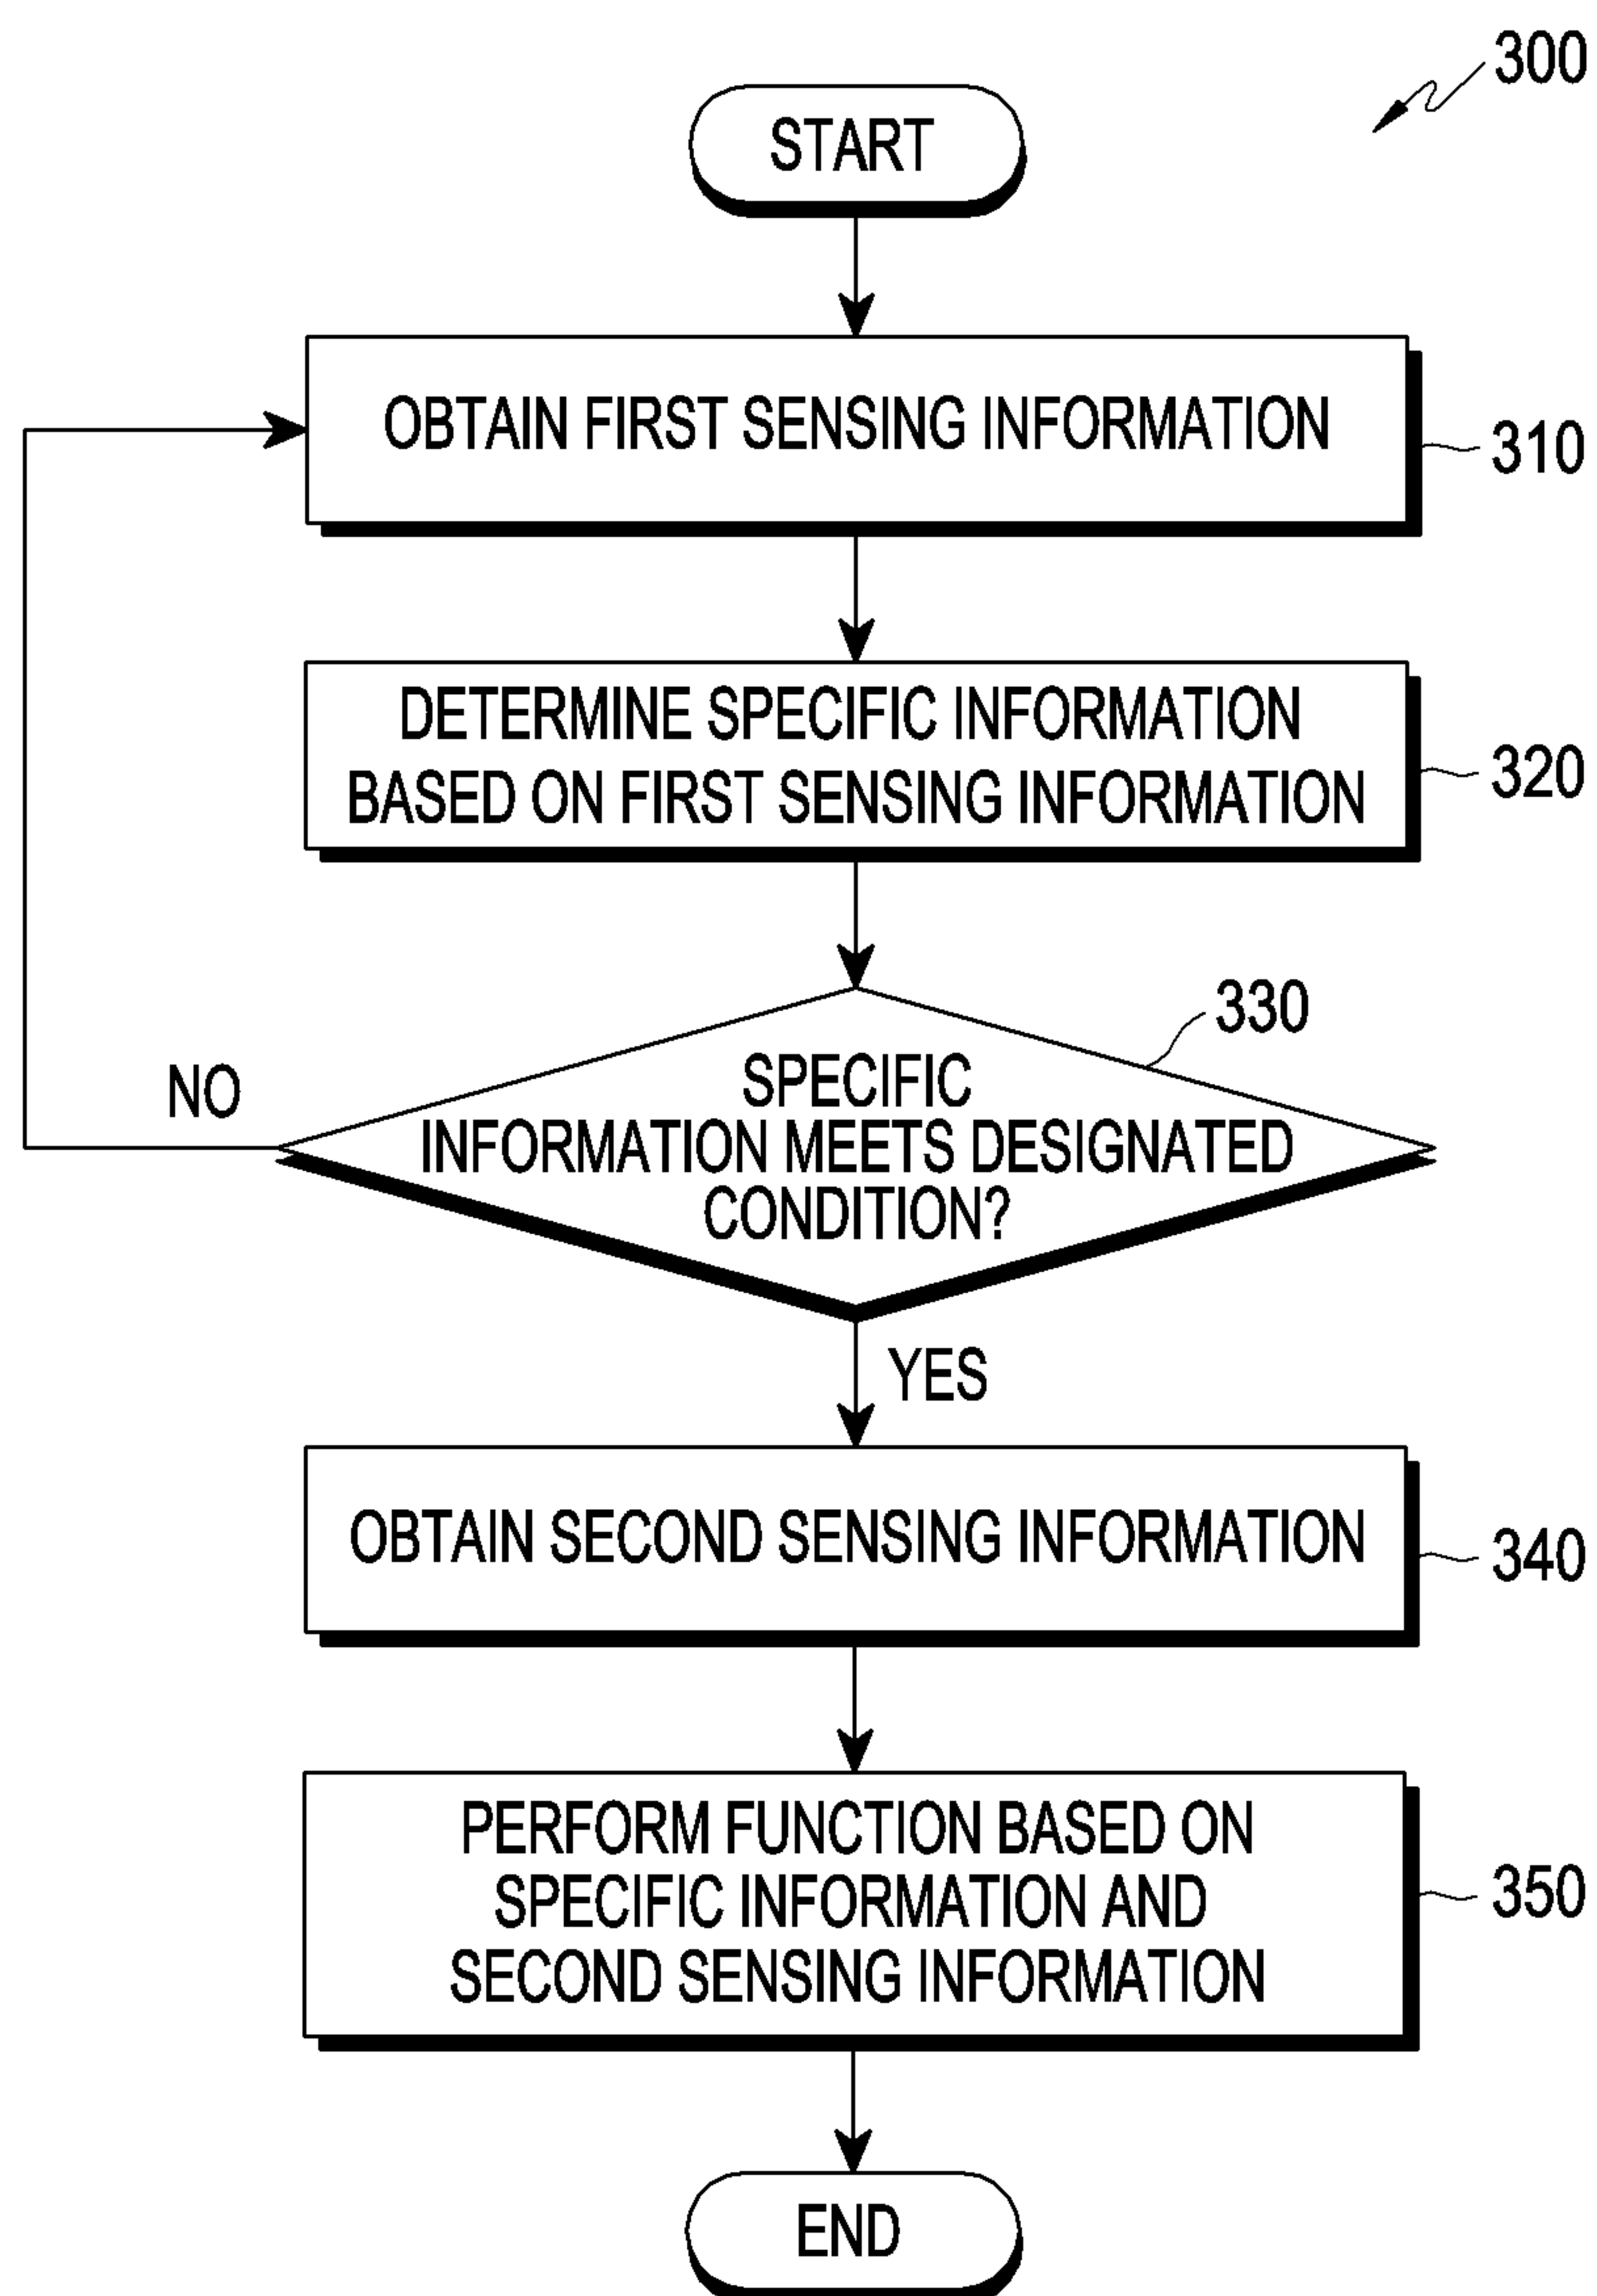 300
START
OBTAIN FIRST SENSING INFORMATION
310
DETERMINE SPECIFIC INFORMATION
BASED ON FIRST SENSING INFORMATION
320
330
SPECIFIC
INFORMATION MEETS DESIGNATED
CONDITION?
NO
YES
OBTAIN SECOND SENSING INFORMATION
340
PERFORM FUNCTION BASED ON
SPECIFIC INFORMATION AND
SECOND SENSING INFORMATION
350
END